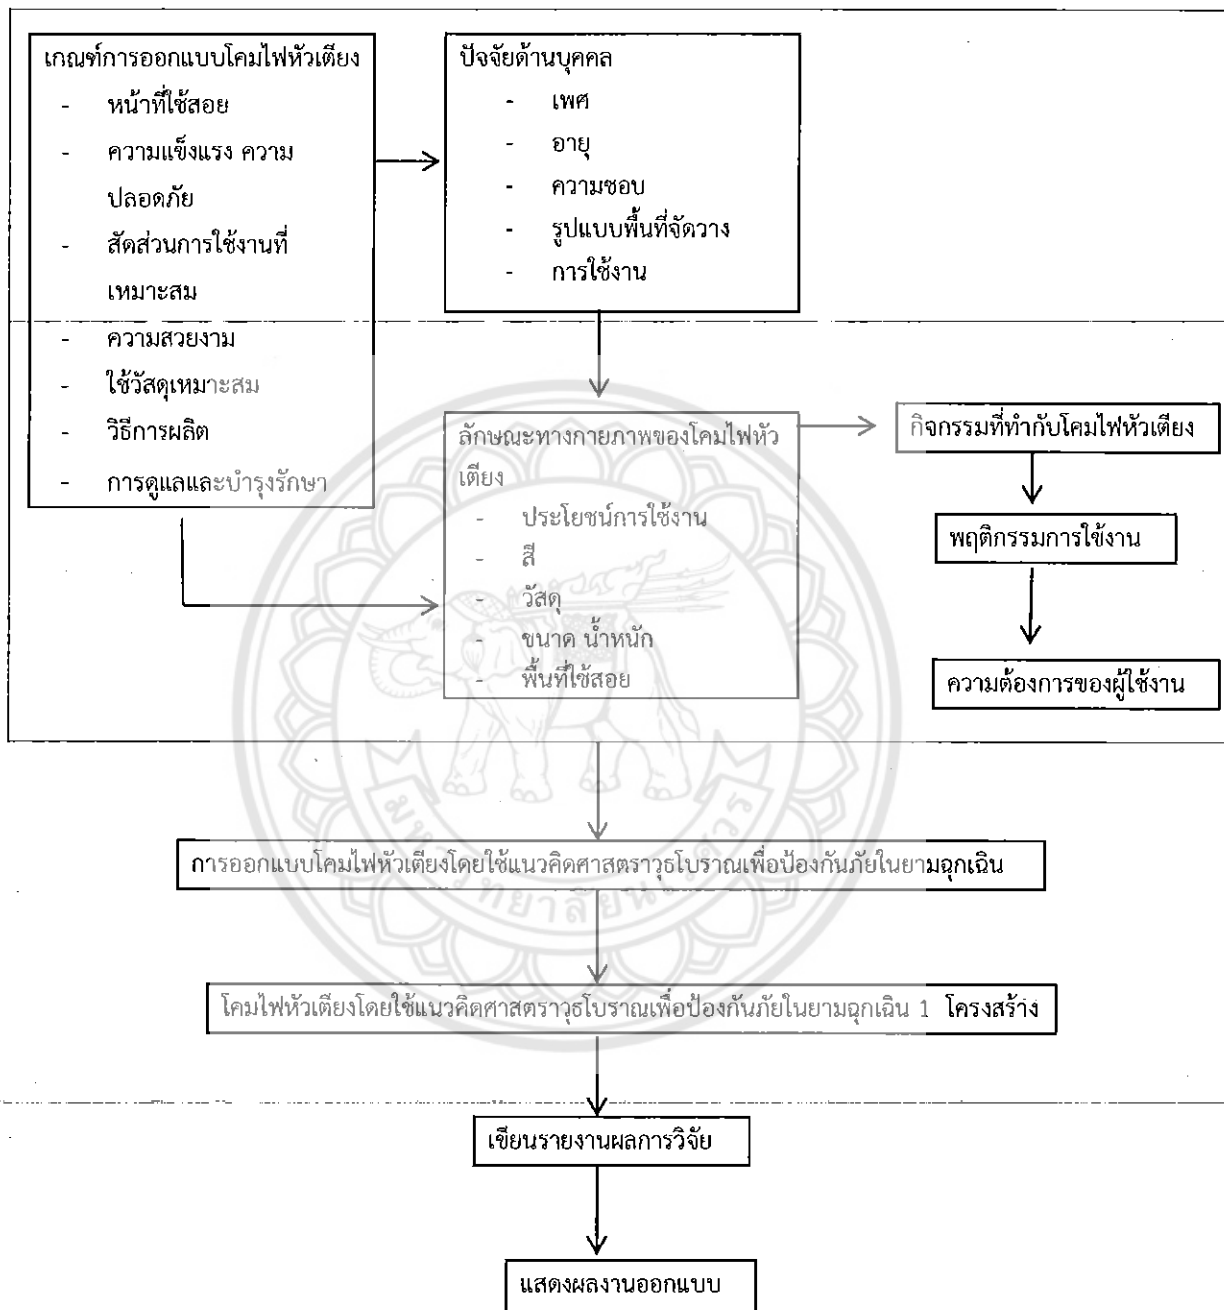 เกณฑ์การออกแบบโคมไฟหัวเตียง
- หน้าที่ใช้สอย
- ความแข็งแรง ความ
ปลอดภัย
- สัดส่วนการใช้งานที่
เหมาะสม
- ความสวยงาม
- ใช้วัสดุเหมาะสม
- วิธีการผลิต
- การดูแลและบำรุงรักษา
ปัจจัยด้านบุคคล
- เพศ
- อายุ
- ความชอบ
- รูปแบบพื้นที่จัดวาง
- การใช้งาน
ลักษณะทางกายภาพของโคมไฟหัว
เตียง
- ประโยชน์การใช้งาน
- สี
- วัสดุ
- ขนาด น้ำหนัก
- พื้นที่ใช้สอย
กิจกรรมที่ทำกับโคมไฟหัวเตียง
พฤติกรรมการใช้งาน
ความต้องการของผู้ใช้งาน
การออกแบบโคมไฟหัวเตียงโดยใช้แนวคิดศาสตราวุธโบราณเพื่อป้องกันภัยในยามฉุกเฉิน
มหาวิทยาลัยนเรศวร
โคมไฟหัวเตียงโดยใช้แนวคิดศาสตราวุธโบราณเพื่อป้องกันภัยในยามฉุกเฉิน 1 โครงสร้าง
เขียนรายงานผลการวิจัย
แสดงผลงานออกแบบ